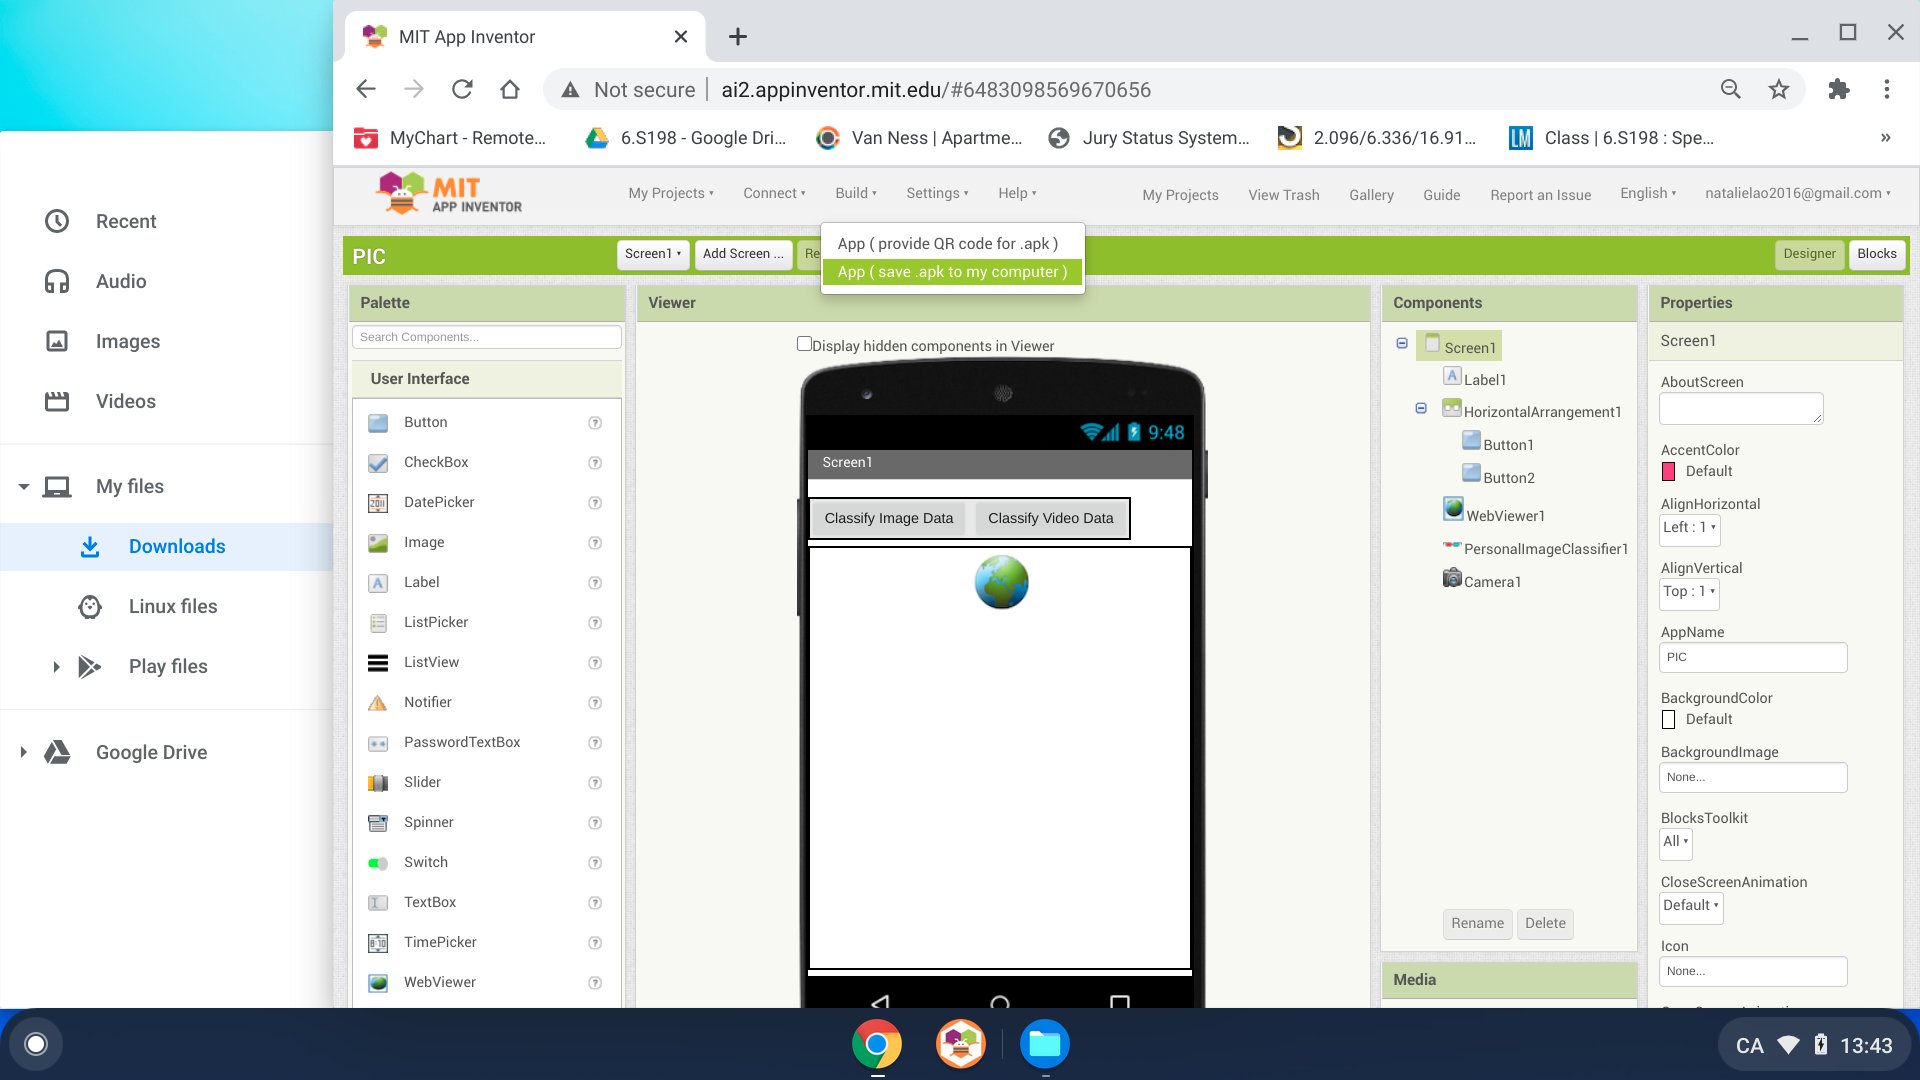 MIT App Inventor
Not secure
ai2.appinventor.mit.edu/#6483098569670656
MyChart - Remote...
6.S198 - Google Dri...
Van Ness | Apartme...
Jury Status System...
2.096/6.336/16.91...
LM
Class | 6.S198 : Spe...
»
Recent
Audio
Images
Videos
My files
Downloads
Linux files
Play files
Google Drive
MIT
APP INVENTOR
My Projects
Connect
Build
Settings
Help
My Projects
View Trash
Gallery
Guide
Report an Issue
English
natalielao2016@gmail.com
App ( provide QR code for .apk )
App ( save .apk to my computer )
PIC
Screen1
Add Screen ...
Re
Designer
Blocks
Palette
Search Components...
User Interface
Button
CheckBox
DatePicker
Image
Label
ListPicker
ListView
Notifier
PasswordTextBox
Slider
Spinner
Switch
TextBox
TimePicker
WebViewer
Viewer
Display hidden components in Viewer
9:48
Screen1
Classify Image Data
Classify Video Data
Components
Screen1
Label1
HorizontalArrangement1
Button1
Button2
WebViewer1
PersonalImageClassifier1
Camera1
Rename
Delete
Media
Properties
Screen1
AboutScreen
AccentColor
Default
AlignHorizontal
Left : 1
AlignVertical
Top : 1
AppName
PIC
BackgroundColor
Default
BackgroundImage
None...
BlocksToolkit
All
CloseScreenAnimation
Default
Icon
None...
CA
13:43